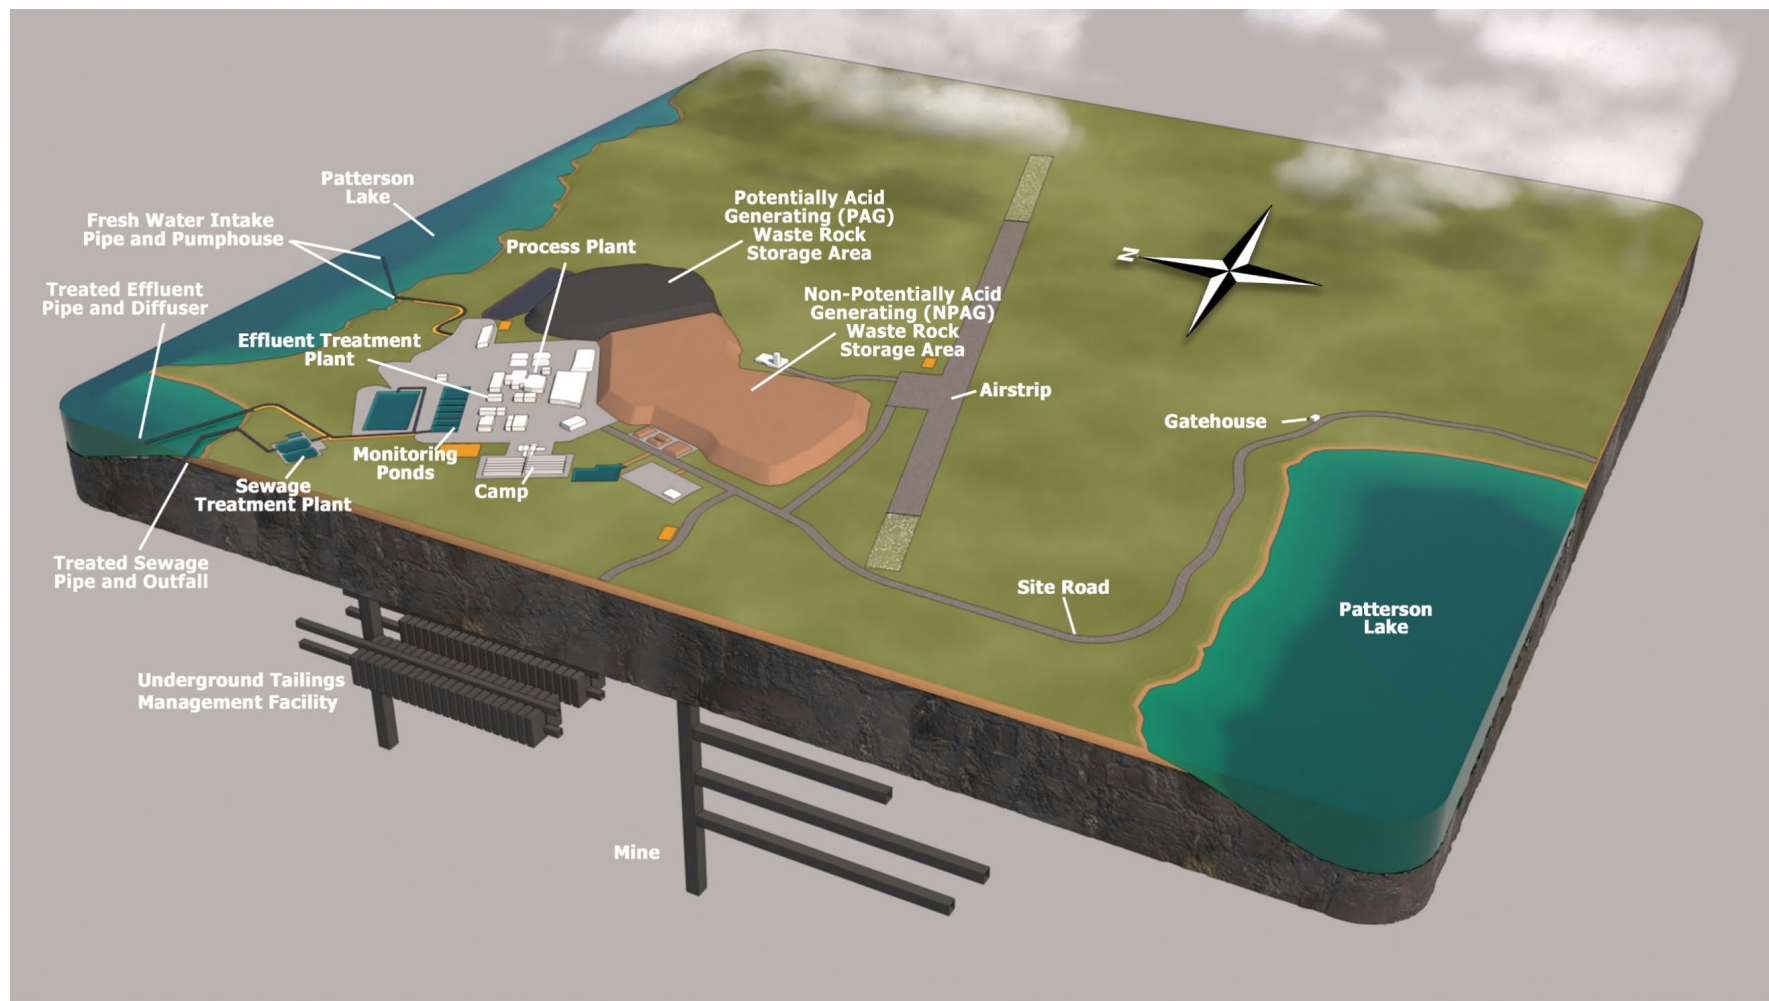 Patterson
Lake
Fresh Water Intake
Pipe and Pumphouse
Treated Effluent
Pipe and Diffuser
Effluent Treatment
Plant
Process Plant
Potentially Acid
Generating (PAG)
Waste Rock
Storage Area
Non-Potentially Acid
Generating (NPAG)
Waste Rock
Storage Area
N
Airstrip
Gatehouse
Monitoring
Ponds
Camp
Sewage
Treatment Plant
Treated Sewage
Pipe and Outfall
Site Road
Patterson
Lake
Underground Tailings
Management Facility
Mine